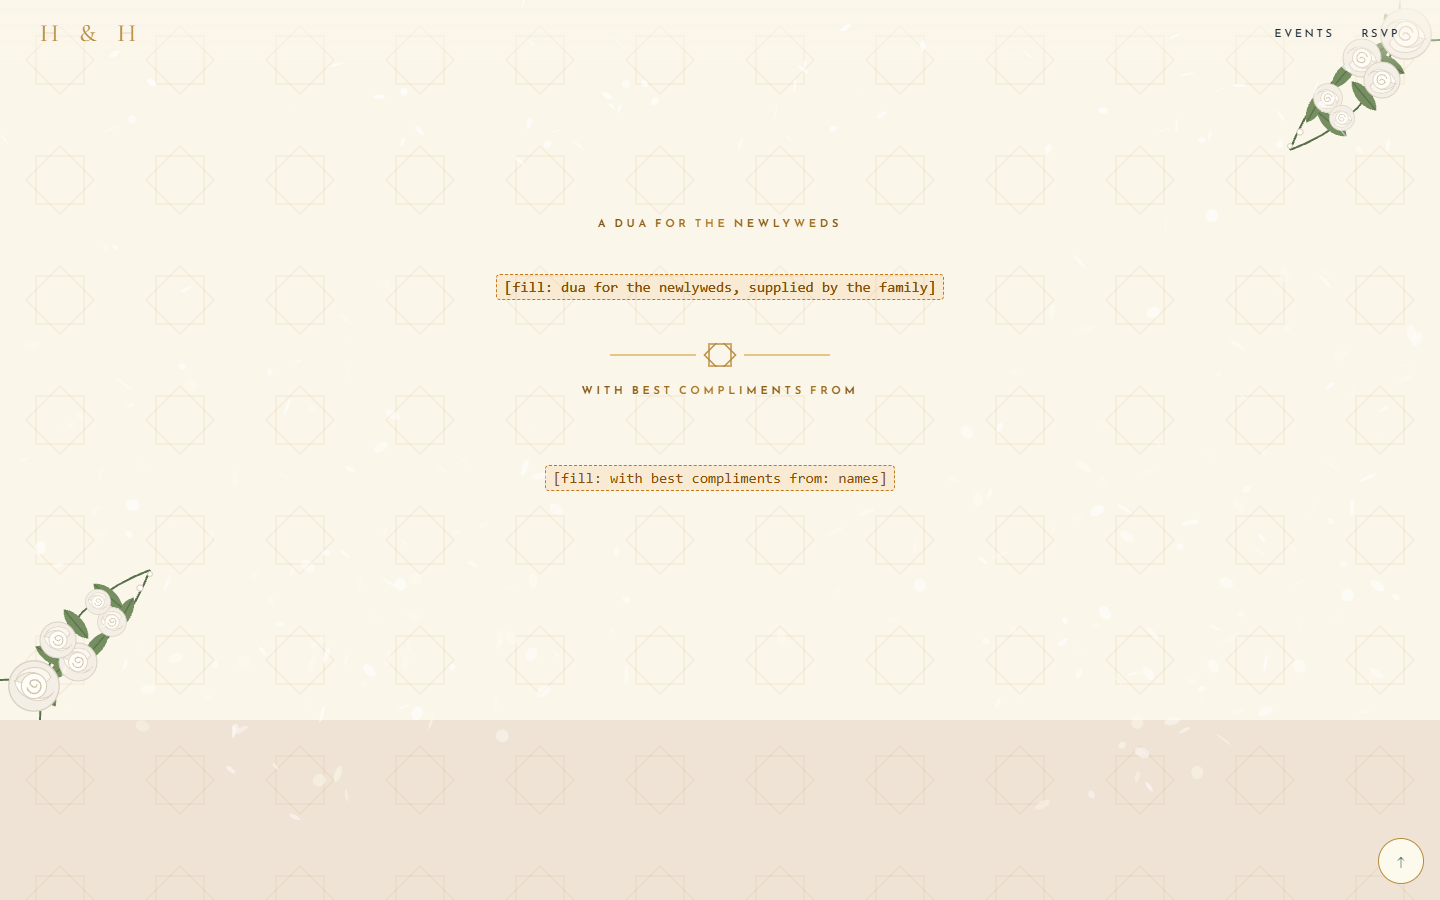 H & H
EVENTS RSVP
A DUA FOR THE NEWLYWEDS
[fill: dua for the newlyweds, supplied by the family]
WITH BEST COMPLIMENTS FROM
[fill: with best compliments from: names]
↑